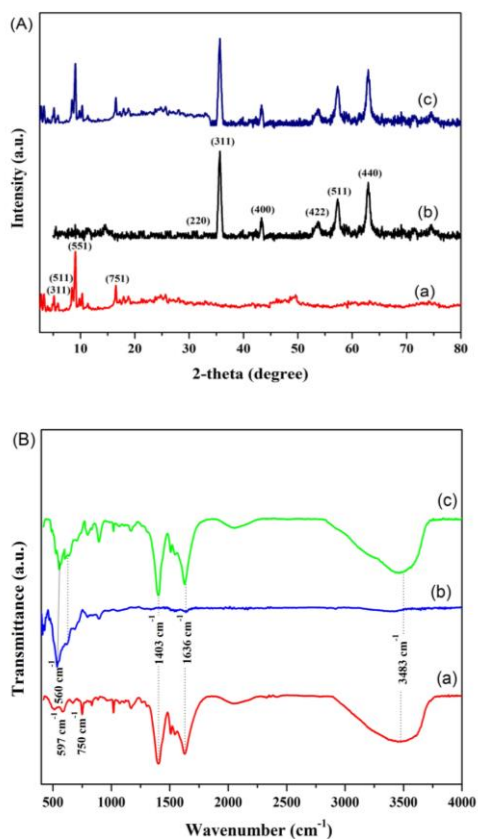 (A)
(c)
(311)
(220)
(400)
(422)
(511)
(440)
(b)
(551)
(511)
(311)
(751)
(a)
Intensity (a.u.)
10 20 30 40 50 60 70 80
2-theta (degree)
(B)
(c)
(b)
(a)
560 cm-1
597 cm-1
750 cm-1
1403 cm-1
1636 cm-1
3483 cm-1
Transmittance (a.u.)
500 1000 1500 2000 2500 3000 3500 4000
Wavenumber (cm-1)